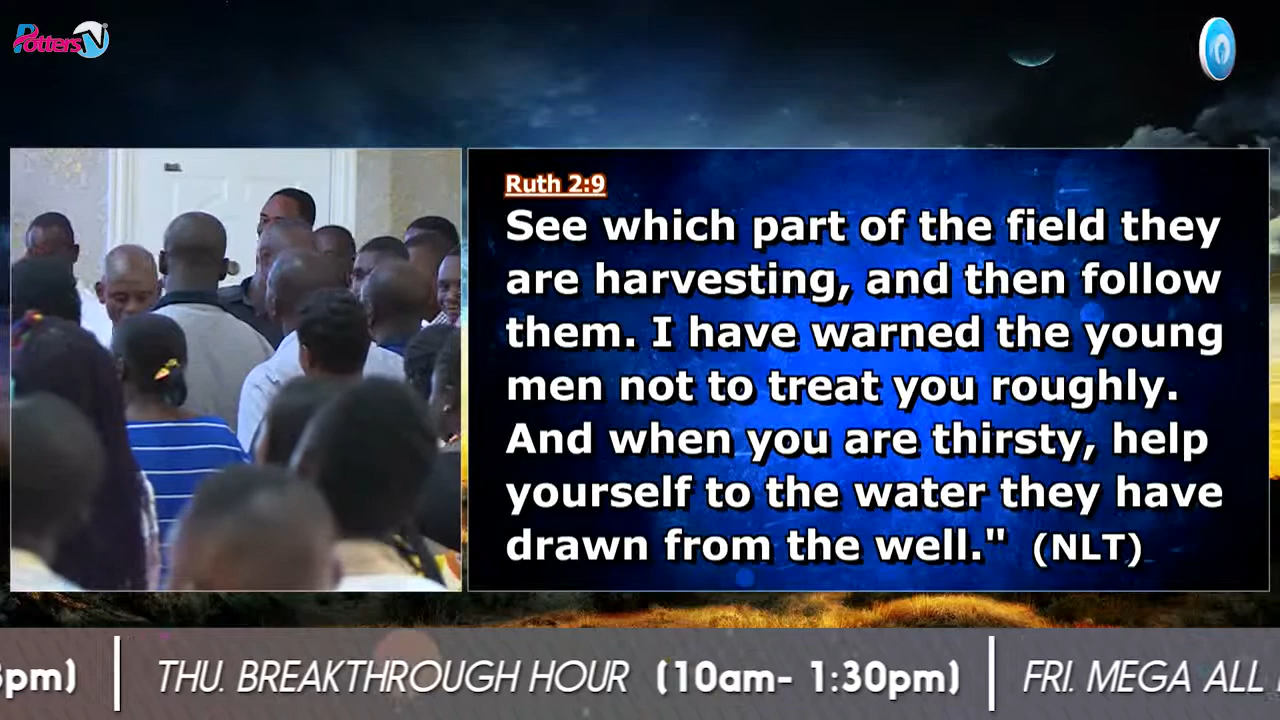 Potters TV
Ruth 2:9
See which part of the field they
are harvesting, and then follow
them. I have warned the young
men not to treat you roughly.
And when you are thirsty, help
yourself to the water they have
drawn from the well." (NLT)
pm) | THU. BREAKTHROUGH HOUR (10am- 1:30pm) | FRI. MEGA ALL